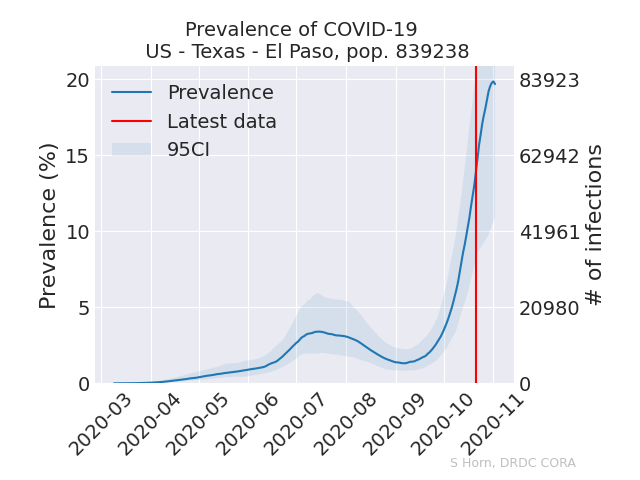 Prevalence of COVID-19
US - Texas - El Paso, pop. 839238
Prevalence
Latest data
95CI
Prevalence (%)
20
15
10
5
0
83923
62942
41961
20980
0
# of infections
2020-03
2020-04
2020-05
2020-06
2020-07
2020-08
2020-09
2020-10
2020-11
S Horn, DRDC CORA